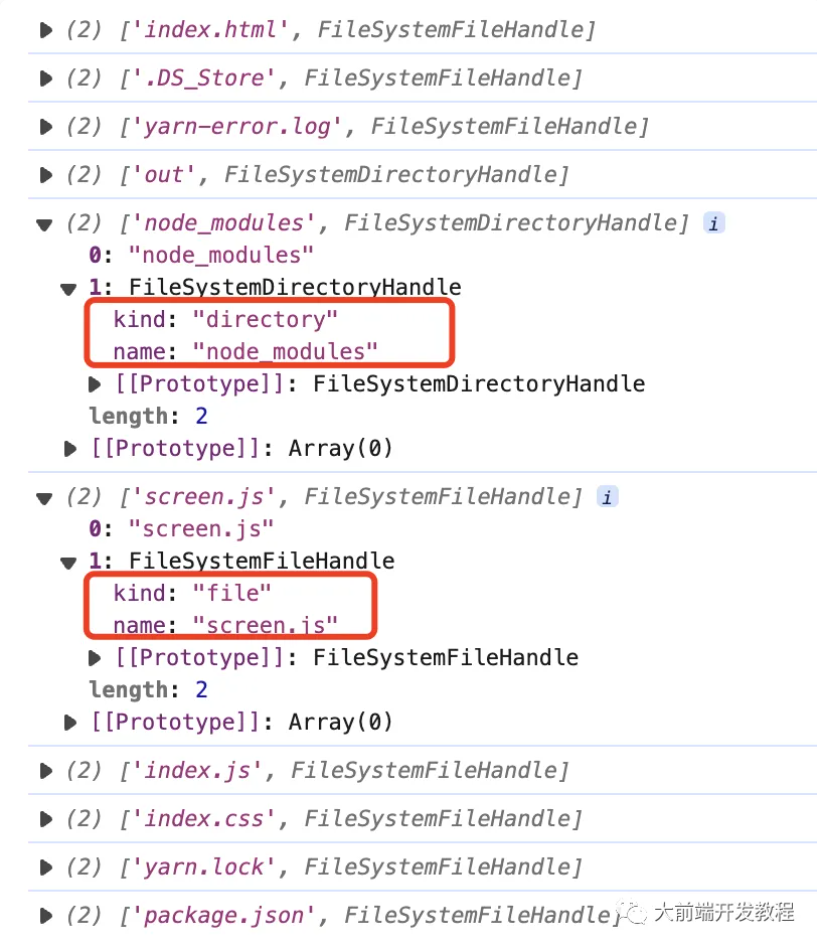 (2) ['index.html', FileSystemFileHandle]
(2) ['.DS_Store', FileSystemFileHandle]
(2) ['yarn-error.log', FileSystemFileHandle]
(2) ['out', FileSystemDirectoryHandle]
(2) ['node_modules', FileSystemDirectoryHandle] i
0: "node_modules"
1: FileSystemDirectoryHandle
kind: "directory"
name: "node_modules"
[[Prototype]]: FileSystemDirectoryHandle
length: 2
[[Prototype]]: Array(0)
(2) ['screen.js', FileSystemFileHandle] i
0: "screen.js"
1: FileSystemFileHandle
kind: "file"
name: "screen.js"
[[Prototype]]: FileSystemFileHandle
length: 2
[[Prototype]]: Array(0)
(2) ['index.js', FileSystemFileHandle]
(2) ['index.css', FileSystemFileHandle]
(2) ['yarn.lock', FileSystemFileHandle]
(2) ['package.json', FileSystemFileHandle]
大前端开发教程